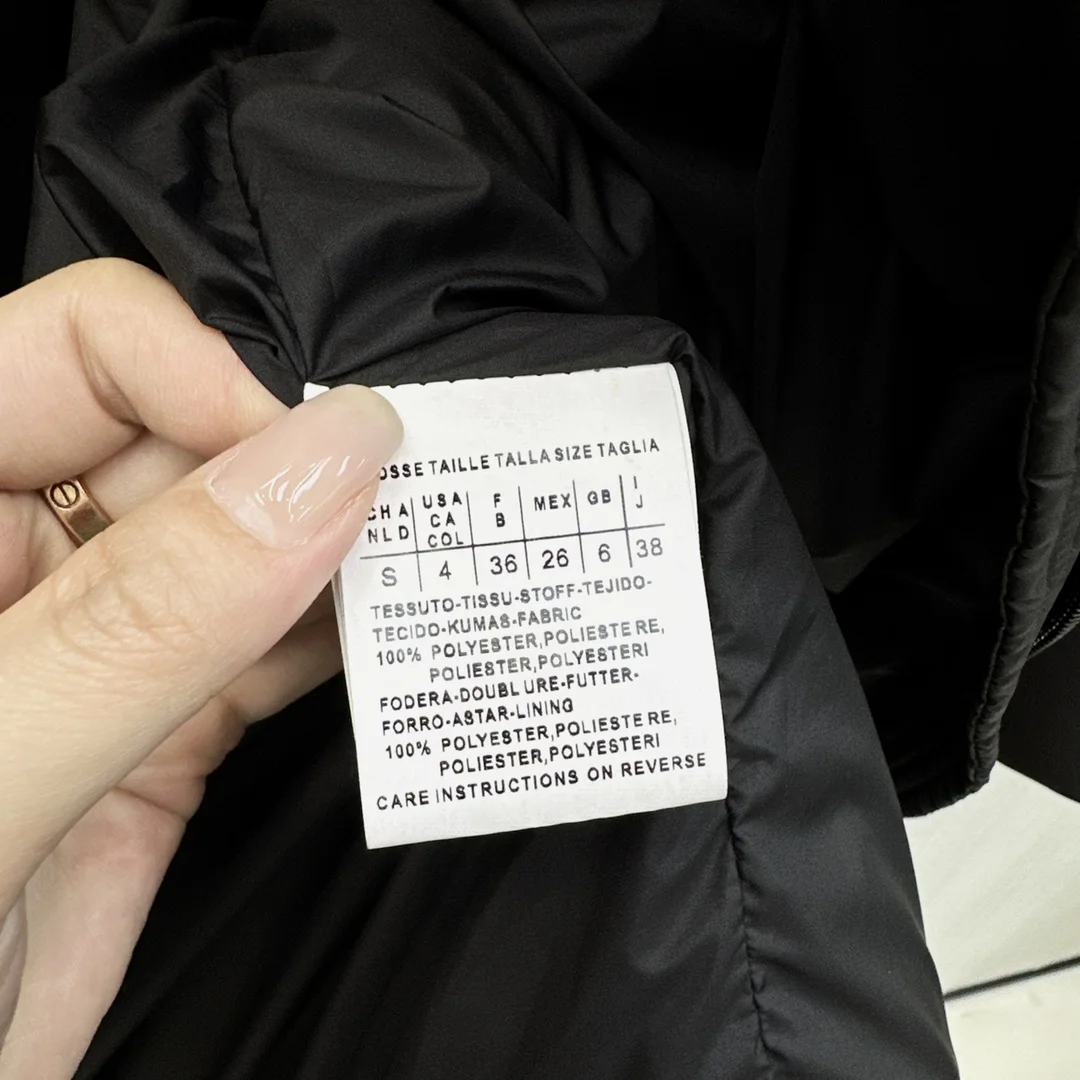 TAILLE TALLA SIZE TAGLIA
CH A USA F MEX GB I
NL D CA B J
COL
S 4 36 26 6 38
TESSUTO-TISSU-STOFF-TEJIDO-
TECIDO-KUMAS-FABRIC
100% POLYESTER,POLIESTE RE,
POLIESTER,POLYESTERI
FODERA-DOUBL URE-FUTTER-
FORRO-ASTAR-LINING
100% POLYESTER,POLIESTE RE,
POLIESTER,POLYESTERI
CARE INSTRUCTIONS ON REVERSE